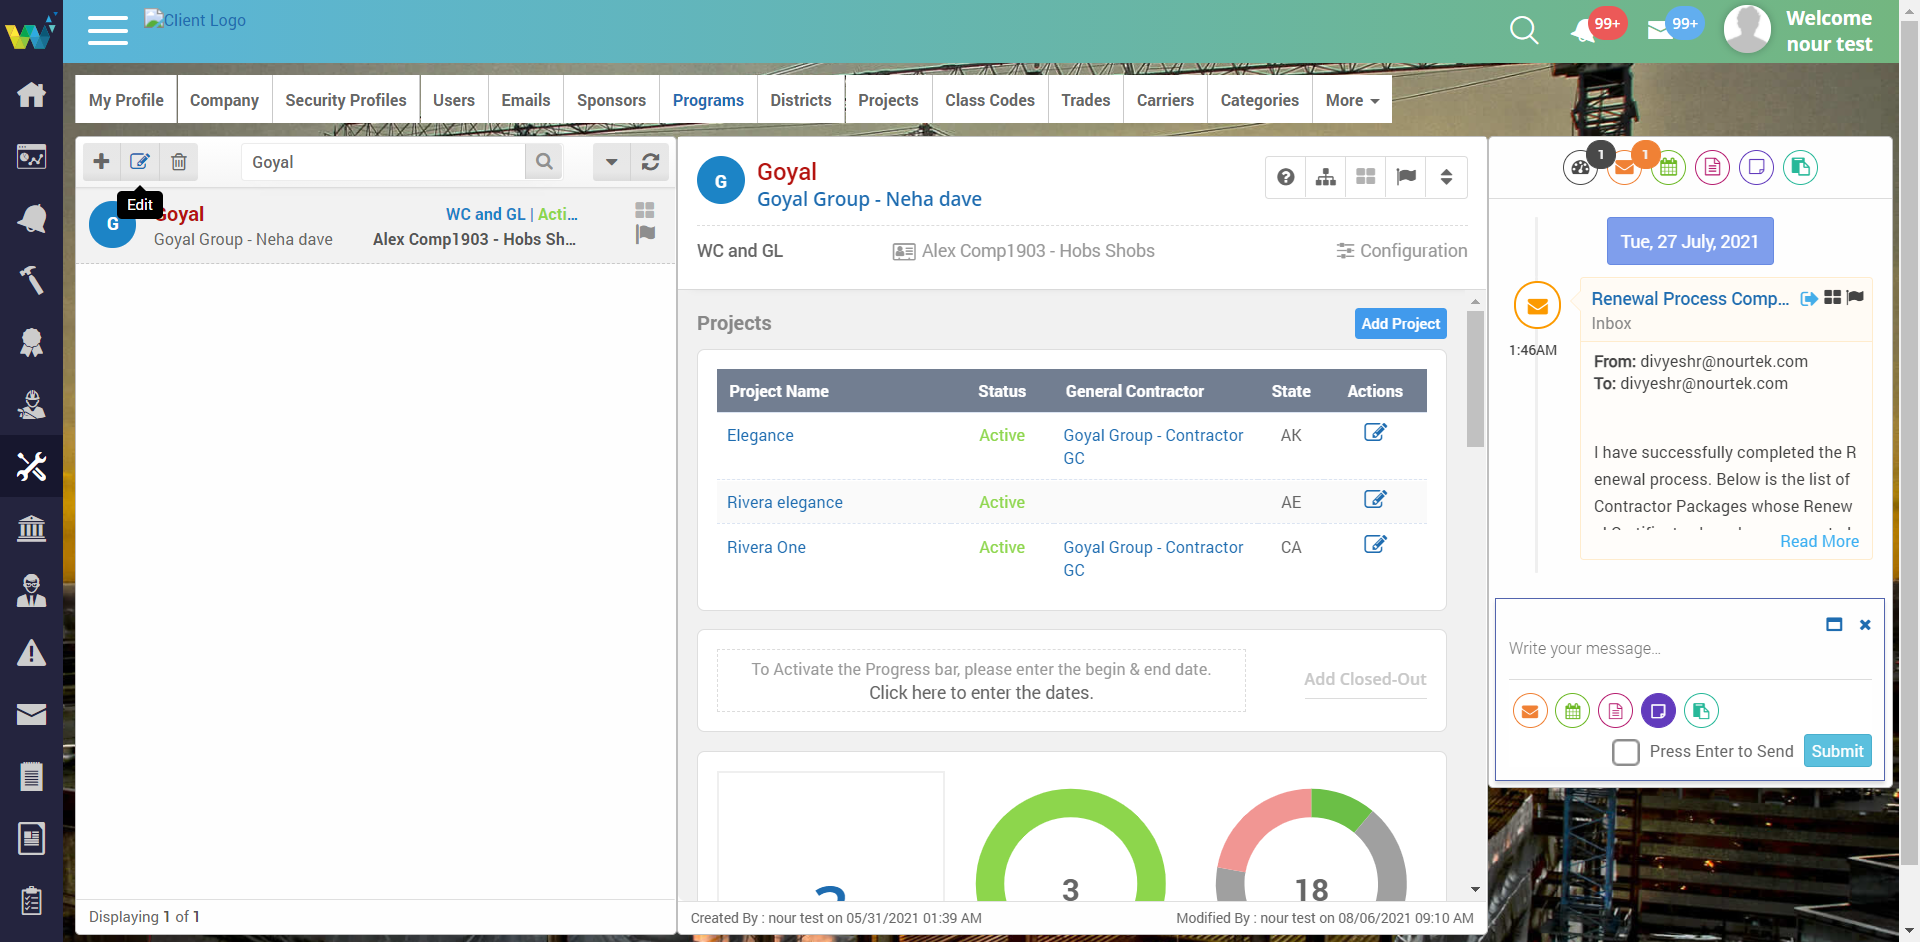 Client Logo
99+
99+
Welcome
nour test
My Profile
Company
Security Profiles
Users
Emails
Sponsors
Programs
Districts
Projects
Class Codes
Trades
Carriers
Categories
More
Goyal
Edit
G
Goyal
WC and GL | Acti...
Goyal Group - Neha dave
Alex Comp1903 - Hobs Sh...
Displaying 1 of 1
G
Goyal
Goyal Group - Neha dave
WC and GL
Alex Comp1903 - Hobs Shobs
Configuration
Projects
Add Project
Project Name Status General Contractor State Actions
Elegance Active Goyal Group - Contractor AK
GC
Rivera elegance Active AE
Rivera One Active Goyal Group - Contractor CA
GC
To Activate the Progress bar, please enter the begin & end date.
Click here to enter the dates.
Add Closed-Out
3
18
Created By : nour test on 05/31/2021 01:39 AM
Modified By : nour test on 08/06/2021 09:10 AM
1
1
Tue, 27 July, 2021
Renewal Process Comp...
Inbox
1:46AM
From: divyeshr@nourtek.com
To: divyeshr@nourtek.com
I have successfully completed the R
enewal process. Below is the list of
Contractor Packages whose Renew
Read More
Write your message...
Press Enter to Send
Submit